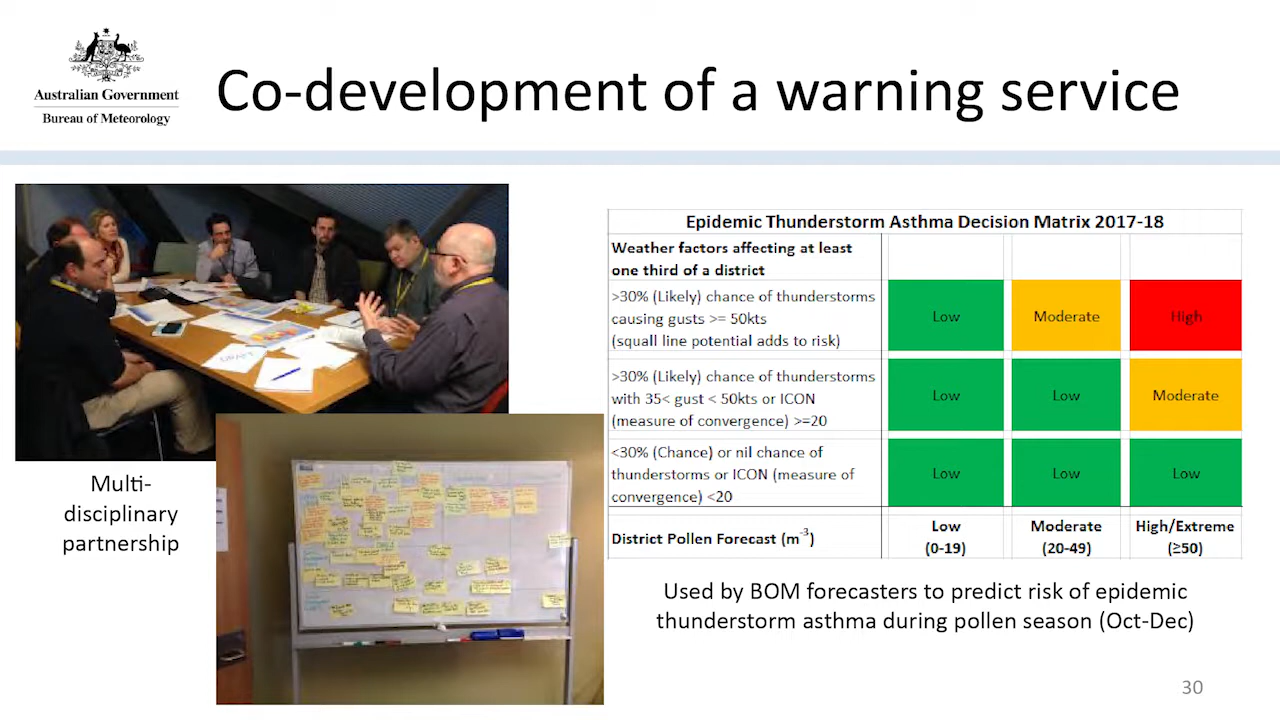 Australian Government
Bureau of Meteorology
Co-development of a warning service
DRAFT
Multi-
disciplinary
partnership
Epidemic Thunderstorm Asthma Decision Matrix 2017-18
Weather factors affecting at least
one third of a district
>30% (Likely) chance of thunderstorms
causing gusts >= 50kts
(squall line potential adds to risk)
Low
Moderate
High
>30% (Likely) chance of thunderstorms
with 35< gust < 50kts or ICON
(measure of convergence) >=20
Low
Low
Moderate
<30% (Chance) or nil chance of
thunderstorms or ICON (measure of
convergence) <20
Low
Low
Low
District Pollen Forecast (m⁻³)
Low
(0-19)
Moderate
(20-49)
High/Extreme
(≥50)
Used by BOM forecasters to predict risk of epidemic
thunderstorm asthma during pollen season (Oct-Dec)
30